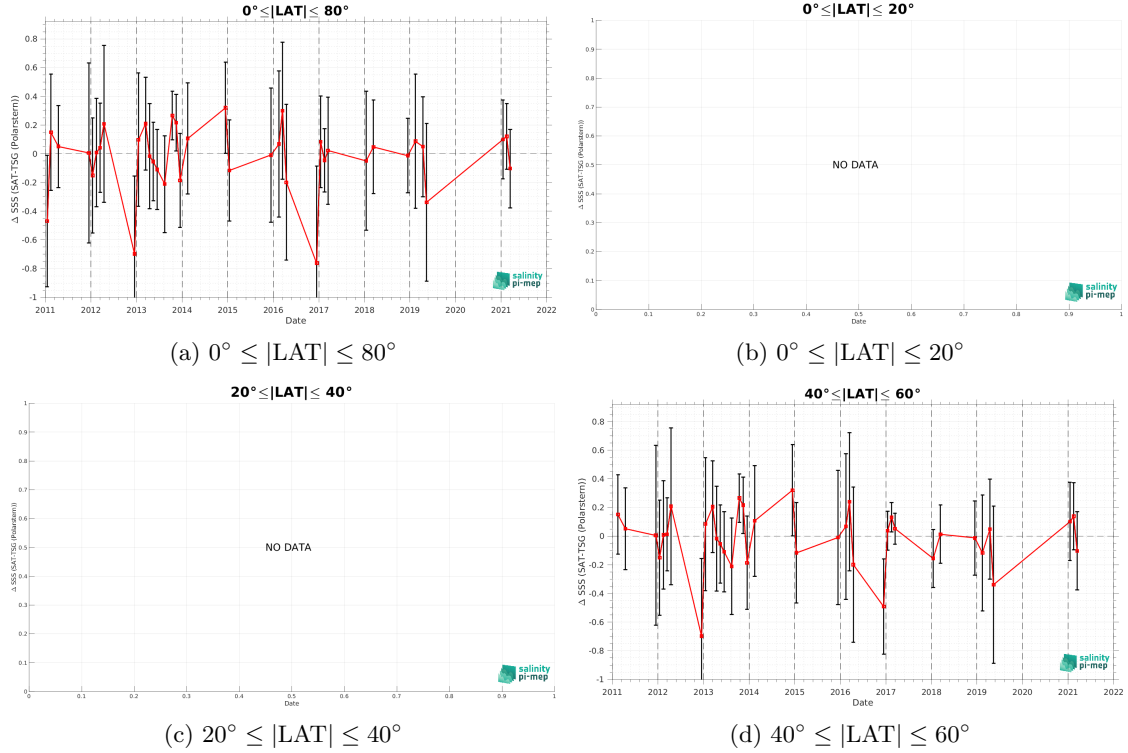 0°≤|LAT|≤ 80°
Δ SSS (SAT-TSG (Polarstern))
0.8
0.6
0.4
0.2
0
-0.2
-0.4
-0.6
-0.8
-1
2011 2012 2013 2014 2015 2016 2017 2018 2019 2020 2021 2022
Date
salinity
pi-mep
(a) 0° ≤ |LAT| ≤ 80°
0°≤|LAT|≤ 20°
Δ SSS (SAT-TSG (Polarstern))
1
0.9
0.8
0.7
0.6
0.5
0.4
0.3
0.2
0.1
0
NO DATA
0 0.1 0.2 0.3 0.4 0.5 0.6 0.7 0.8 0.9 1
Date
salinity
pi-mep
(b) 0° ≤ |LAT| ≤ 20°
20°≤|LAT|≤ 40°
Δ SSS (SAT-TSG (Polarstern))
1
0.9
0.8
0.7
0.6
0.5
0.4
0.3
0.2
0.1
0
NO DATA
0 0.1 0.2 0.3 0.4 0.5 0.6 0.7 0.8 0.9 1
Date
salinity
pi-mep
(c) 20° ≤ |LAT| ≤ 40°
40°≤|LAT|≤ 60°
Δ SSS (SAT-TSG (Polarstern))
0.8
0.6
0.4
0.2
0
-0.2
-0.4
-0.6
-0.8
-1
2011 2012 2013 2014 2015 2016 2017 2018 2019 2020 2021 2022
Date
salinity
pi-mep
(d) 40° ≤ |LAT| ≤ 60°